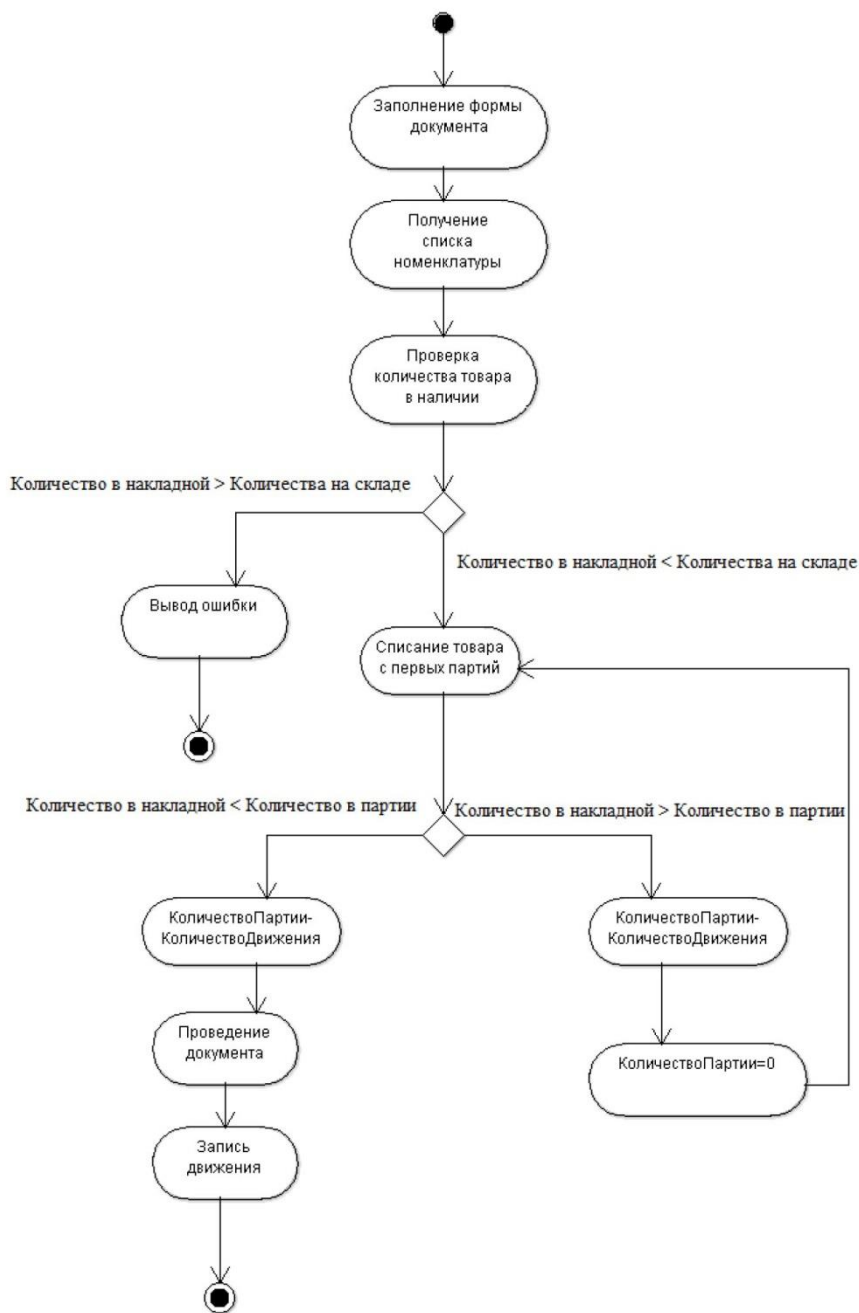 Заполнение формы
документа
Получение
списка
номенклатуры
Проверка
количества товара
в наличии
Количество в накладной > Количества на складе
Количество в накладной < Количества на складе
Вывод ошибки
Списание товара
с первых партий
Количество в накладной < Количество в партии
Количество в накладной > Количество в партии
КоличествоПартии-
КоличествоДвижения
КоличествоПартии-
КоличествоДвижения
Проведение
документа
КоличествоПартии=0
Запись
движения